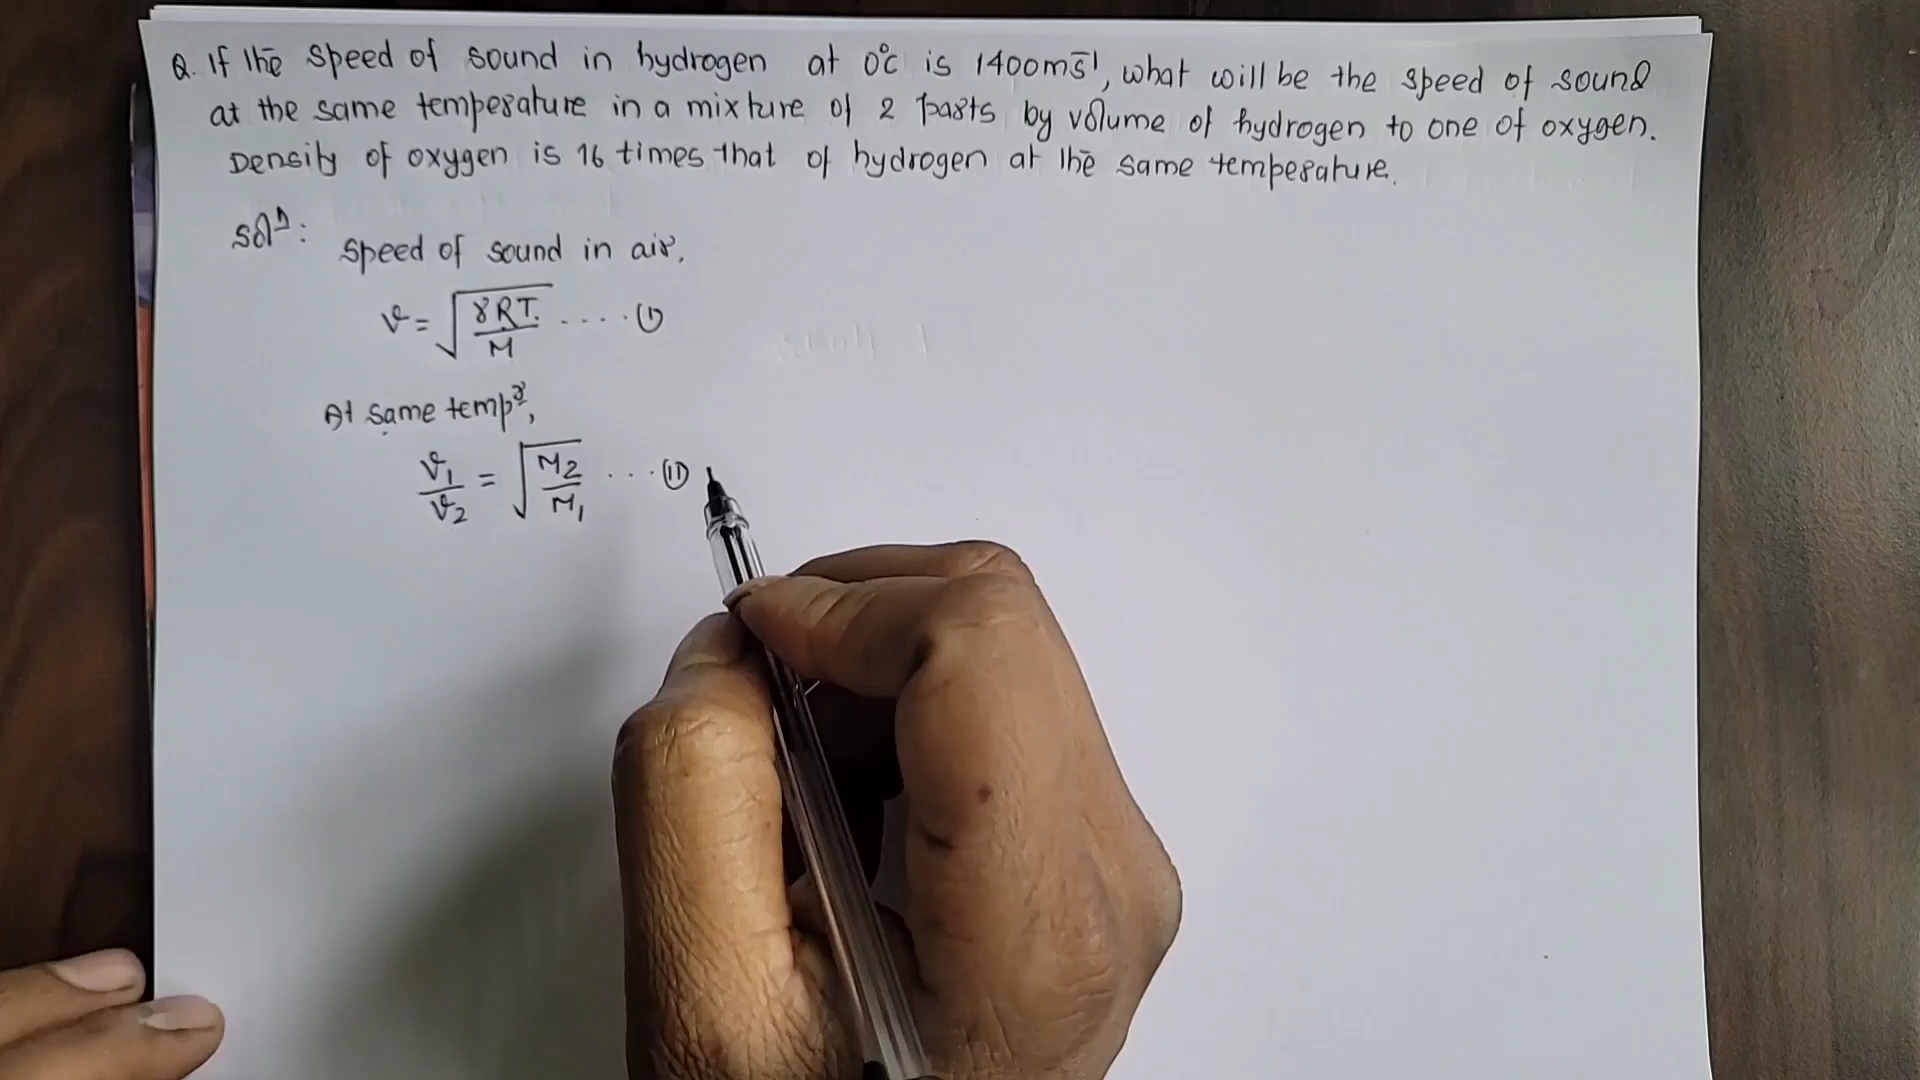 Q. If the speed of sound in hydrogen at 0°C is 1400ms⁻¹, what will be the speed of sound
at the same temperature in a mixture of 2 parts by volume of hydrogen to one of oxygen.
Density of oxygen is 16 times that of hydrogen at the same temperature.
solⁿ:
speed of sound in air,
v = √(γRT/M) ..... (1)
At same tempr,
v₁/v₂ = √(M₂/M₁) ... (11)